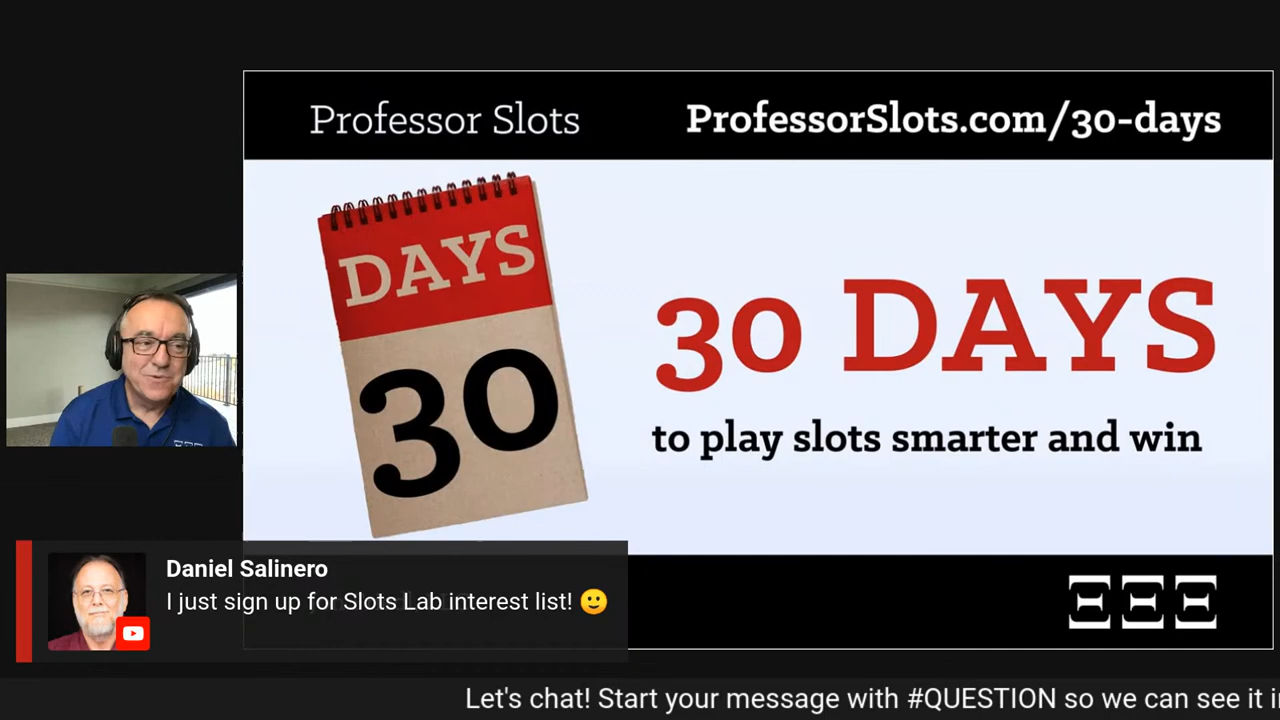 Professor Slots
ProfessorSlots.com/30-days
DAYS
30
30 DAYS
to play slots smarter and win
Daniel Salinero
I just sign up for Slots Lab interest list! 🙂
ΞΞΞ
Let's chat! Start your message with #QUESTION so we can see it i